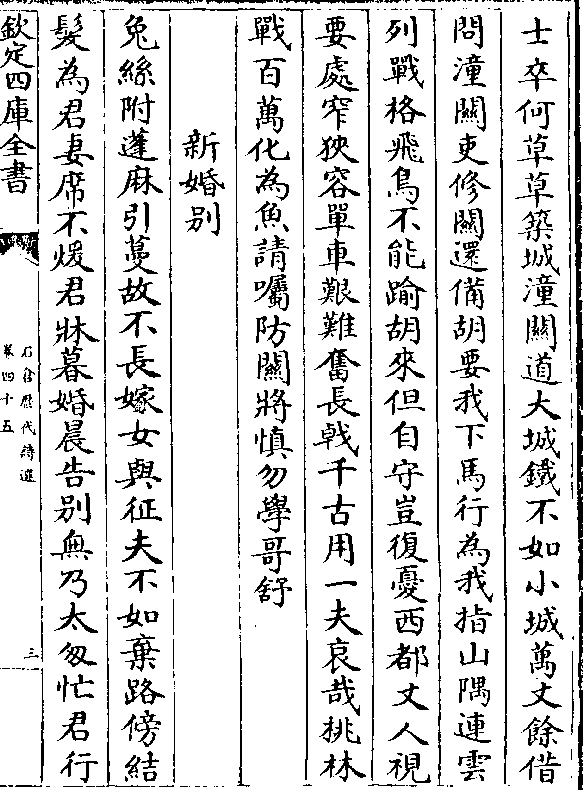 士卒何草草築城潼關道大城鐵不如小城萬丈餘借
問潼關吏修關還備胡要我下馬行為我指山隅連雲
列戰格飛鳥不能踰胡來但自守豈復憂西都丈人視
要處窄狹容單車艱難奮長戟千古用一夫哀哉桃林
戰百萬化為魚請囑防關將慎勿學哥舒
新婚別
兔絲附蓬麻引蔓故不長嫁女與征夫不如棄路傍結
髮為君妻席不煖君牀暮婚晨告別無乃太匆忙君行
欽定四庫全書
石倉歷代詩選
卷四十五
三